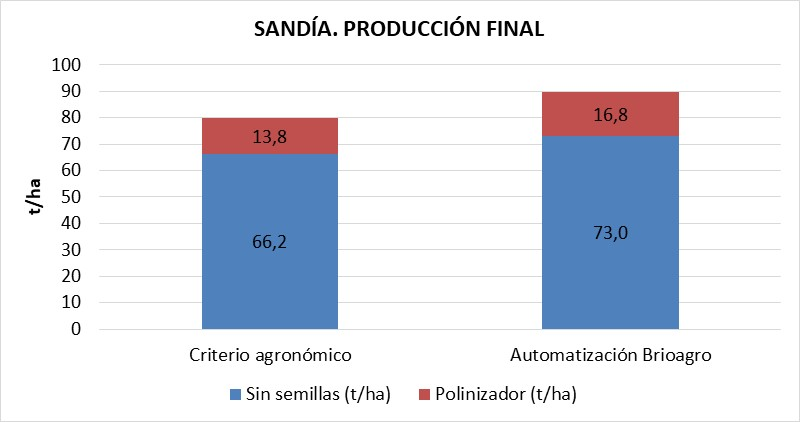 SANDÍA. PRODUCCIÓN FINAL
t/ha
100
90
80
70
60
50
40
30
20
10
0
13,8
66,2
16,8
73,0
Criterio agronómico
Automatización Brioagro
Sin semillas (t/ha)
Polinizador (t/ha)